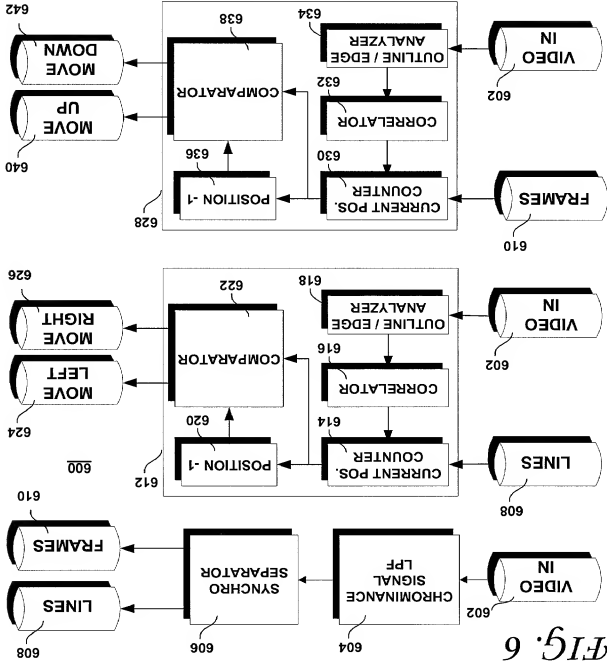 FIG. 6
602
VIDEO
IN
CHROMINANCE
SIGNAL
LPF
604
SYNCHRO
SEPARATOR
606
LINES
608
FRAMES
610
600
608
LINES
CURRENT POS.
COUNTER
614
POSITION -1
620
612
CORRELATOR
616
MOVE
LEFT
624
602
VIDEO
IN
OUTLINE / EDGE
ANALYZER
618
COMPARATOR
622
MOVE
RIGHT
626
610
FRAMES
CURRENT POS.
COUNTER
630
POSITION -1
636
628
CORRELATOR
632
MOVE
UP
640
602
VIDEO
IN
OUTLINE / EDGE
ANALYZER
634
COMPARATOR
638
MOVE
DOWN
642